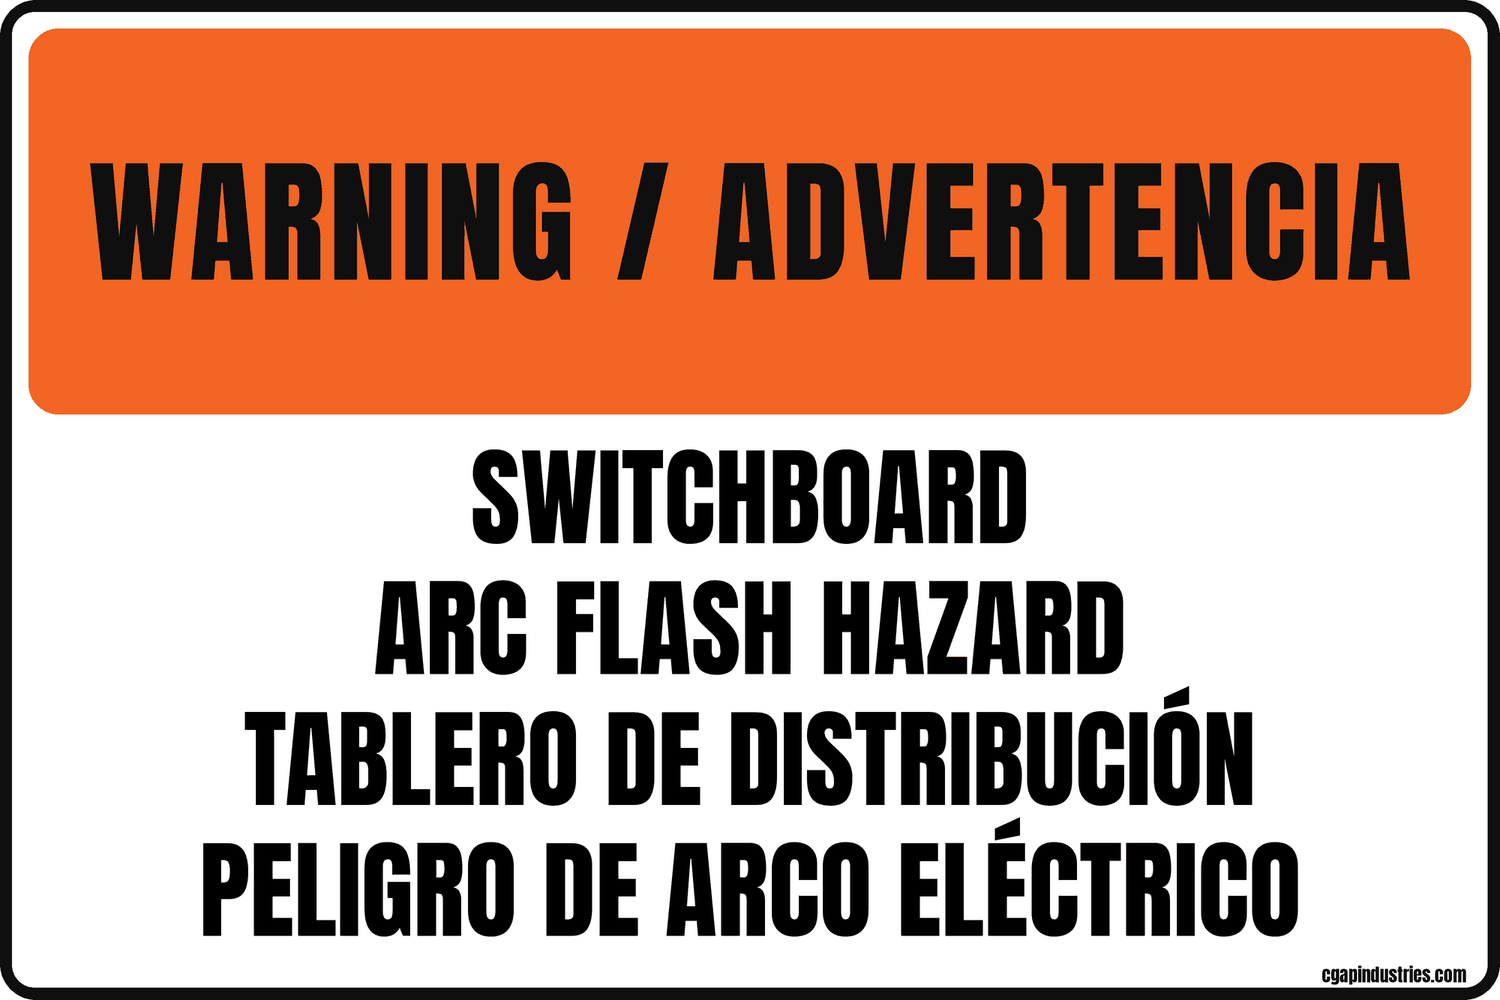 WARNING / ADVERTENCIA
SWITCHBOARD
ARC FLASH HAZARD
TABLERO DE DISTRIBUCIÓN
PELIGRO DE ARCO ELÉCTRICO
cgapindustries.com